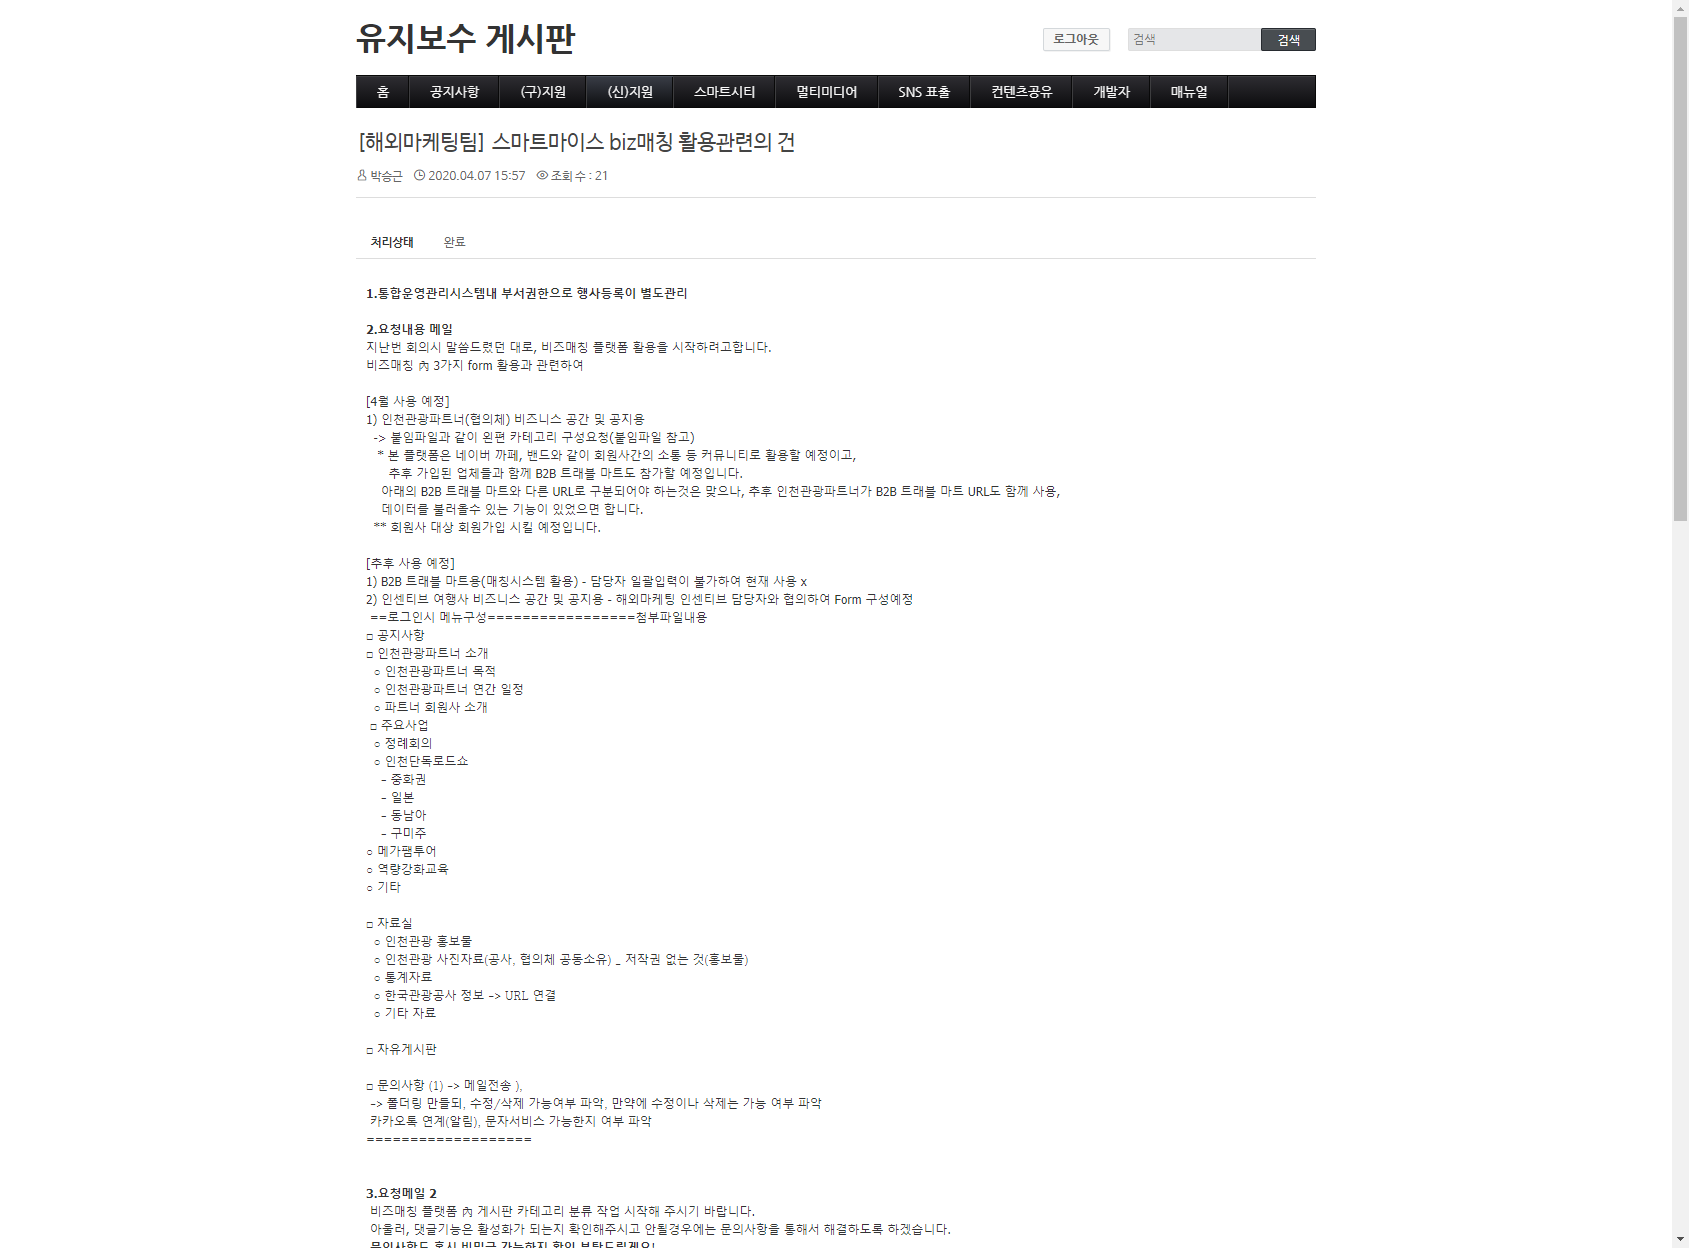 유지보수 게시판
로그아웃 검색 검색
홈 공지사항 (구)지원 (신)지원 스마트시티 멀티미디어 SNS 표출 컨텐츠공유 개발자 매뉴얼
[해외마케팅팀] 스마트마이스 biz매칭 활용관련의 건
박승근 2020.04.07 15:57 조회 수 : 21
처리상태 완료
1.통합운영관리시스템내 부서권한으로 행사등록이 별도관리
2.요청내용 메일
지난번 회의시 말씀드렸던 대로, 비즈매칭 플랫폼 활용을 시작하려고합니다.
비즈매칭 內 3가지 form 활용과 관련하여
[4월 사용 예정]
1) 인천관광파트너(협의체) 비즈니스 공간 및 공지용
-> 붙임파일과 같이 왼편 카테고리 구성요청(붙임파일 참고)
* 본 플랫폼은 네이버 까페, 밴드와 같이 회원사간의 소통 등 커뮤니티로 활용할 예정이고,
추후 가입된 업체들과 함께 B2B 트래블 마트도 참가할 예정입니다.
아래의 B2B 트래블 마트와 다른 URL로 구분되어야 하는것은 맞으나, 추후 인천관광파트너가 B2B 트래블 마트 URL도 함께 사용,
데이터를 불러올수 있는 기능이 있었으면 합니다.
** 회원사 대상 회원가입 시킬 예정입니다.
[추후 사용 예정]
1) B2B 트래블 마트용(매칭시스템 활용) - 담당자 일괄입력이 불가하여 현재 사용 x
2) 인센티브 여행사 비즈니스 공간 및 공지용 - 해외마케팅 인센티브 담당자와 협의하여 Form 구성예정
==로그인시 메뉴구성=================첨부파일내용
□ 공지사항
□ 인천관광파트너 소개
○ 인천관광파트너 목적
○ 인천관광파트너 연간 일정
○ 파트너 회원사 소개
□ 주요사업
○ 정례회의
○ 인천단독로드쇼
- 중화권
- 일본
- 동남아
- 구미주
○ 메가팸투어
○ 역량강화교육
○ 기타
□ 자료실
○ 인천관광 홍보물
○ 인천관광 사진자료(공사, 협의체 공동소유) _ 저작권 없는 것(홍보물)
○ 통계자료
○ 한국관광공사 정보 -> URL 연결
○ 기타 자료
□ 자유게시판
□ 문의사항 (1) -> 메일전송 ),
-> 폴더링 만들되, 수정/삭제 가능여부 파악, 만약에 수정이나 삭제는 가능 여부 파악
카카오톡 연계(알림), 문자서비스 가능한지 여부 파악
===================
3.요청메일 2
비즈매칭 플랫폼 內 게시판 카테고리 분류 작업 시작해 주시기 바랍니다.
아울러, 댓글기능은 활성화가 되는지 확인해주시고 안될경우에는 문의사항을 통해서 해결하도록 하겠습니다.
문의사항도 혹시 비밀글 가능한지 확인 부탁드릴게요!